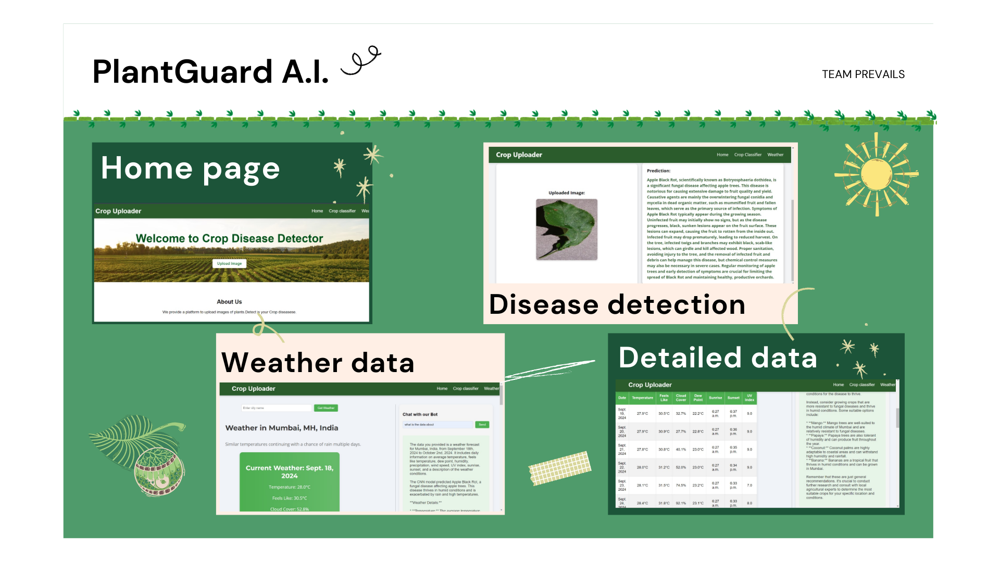 PlantGuard A.I.
TEAM PREVAILS
Home page
Crop Uploader
Home Crop classifier Wea
Welcome to Crop Disease Detector
Upload Image
About Us
We provide a platform to upload images of plants.Detect is your Crop diseasese.
Crop Uploader
Home Crop Classifier Weather
Uploaded Image:
Prediction:
Apple Black Rot, scientifically known as Botryosphaeria dothidea, is
a significant fungal disease affecting apple trees. This disease is
notorious for causing extensive damage to fruit quality and yield.
Causative agents are mainly the overwintering fungal conidia and
mycelia in dead organic matter, such as mummified fruit and fallen
leaves, which serve as the primary source of infection. Symptoms of
Apple Black Rot typically appear during the growing season.
Uninfected fruit may initially show no signs, but as the disease
progresses, black, sunken lesions appear on the fruit surface. These
lesions can expand, causing the fruit to rotten from the inside out.
Infected fruit may drop prematurely, leading to reduced harvest. On
the tree, infected twigs and branches may exhibit black, scab-like
lesions, which can girdle and kill affected wood. Proper sanitation,
avoiding injury to the tree, and the removal of infected fruit and
debris can help manage this disease, but chemical control measures
may also be necessary in severe cases. Regular monitoring of apple
trees and early detection of symptoms are crucial for limiting the
spread of Black Rot and maintaining healthy, productive orchards.
Disease detection
Weather data
Crop Uploader
Home Crop classifier Weather
Enter city name
Get Weather
Weather in Mumbai, MH, India
Similar temperatures continuing with a chance of rain multiple days.
Current Weather: Sept. 18,
2024
Temperature: 28.0°C
Feels Like: 30.5°C
Cloud Cover: 52.8%
Chat with our Bot
what is the data about
Send
The data you provided is a weather forecast
for Mumbai, India, from September 18th,
2024 to October 2nd, 2024. It includes daily
information on average temperature, feels
like temperature, dew point, humidity,
precipitation, wind speed, UV index, sunrise,
sunset, and a description of the weather
conditions.
The CNN model predicted Apple Black Rot, a
fungal disease affecting apple trees. This
disease thrives in humid conditions and is
exacerbated by rain and high temperatures.
**Weather Details:**
* **Temperature:** The average temperature
Detailed data
Crop Uploader
Home Crop classifier Weather
Date Temperature Feels Like Cloud Cover Dew Point Sunrise Sunset UV Index
Sept. 19, 2024 27.9°C 30.5°C 32.7% 22.2°C 6:27 a.m. 6:37 p.m. 9.0
Sept. 20, 2024 27.9°C 30.9°C 27.7% 22.8°C 6:27 a.m. 6:36 p.m. 9.0
Sept. 21, 2024 27.8°C 30.8°C 40.1% 23.0°C 6:27 a.m. 6:35 p.m. 9.0
Sept. 22, 2024 28.0°C 31.2°C 52.0% 23.0°C 6:27 a.m. 6:34 p.m. 9.0
Sept. 23, 2024 28.1°C 31.5°C 74.5% 23.2°C 6:27 a.m. 6:33 p.m. 7.0
Sept. 24, 2024 28.4°C 31.8°C 92.1% 23.1°C 6:27 a.m. 6:33 p.m. 8.0
conditions for the disease to thrive.
Instead, consider growing crops that are
more resistant to fungal diseases and thrive
in humid conditions. Some suitable options
include:
* **Mango:** Mango trees are well-suited to
the humid climate of Mumbai and are
relatively resistant to fungal diseases.
* **Papaya:** Papaya trees are also tolerant
of humidity and can produce fruit throughout
the year.
* **Coconut:** Coconut palms are highly
adaptable to coastal areas and can withstand
high humidity and rainfall.
* **Banana:** Bananas are a tropical fruit that
thrives in humid conditions and can be grown
in Mumbai.
Remember that these are just general
recommendations. It's crucial to conduct
further research and consult with local
agricultural experts to determine the most
suitable crops for your specific location and
conditions.